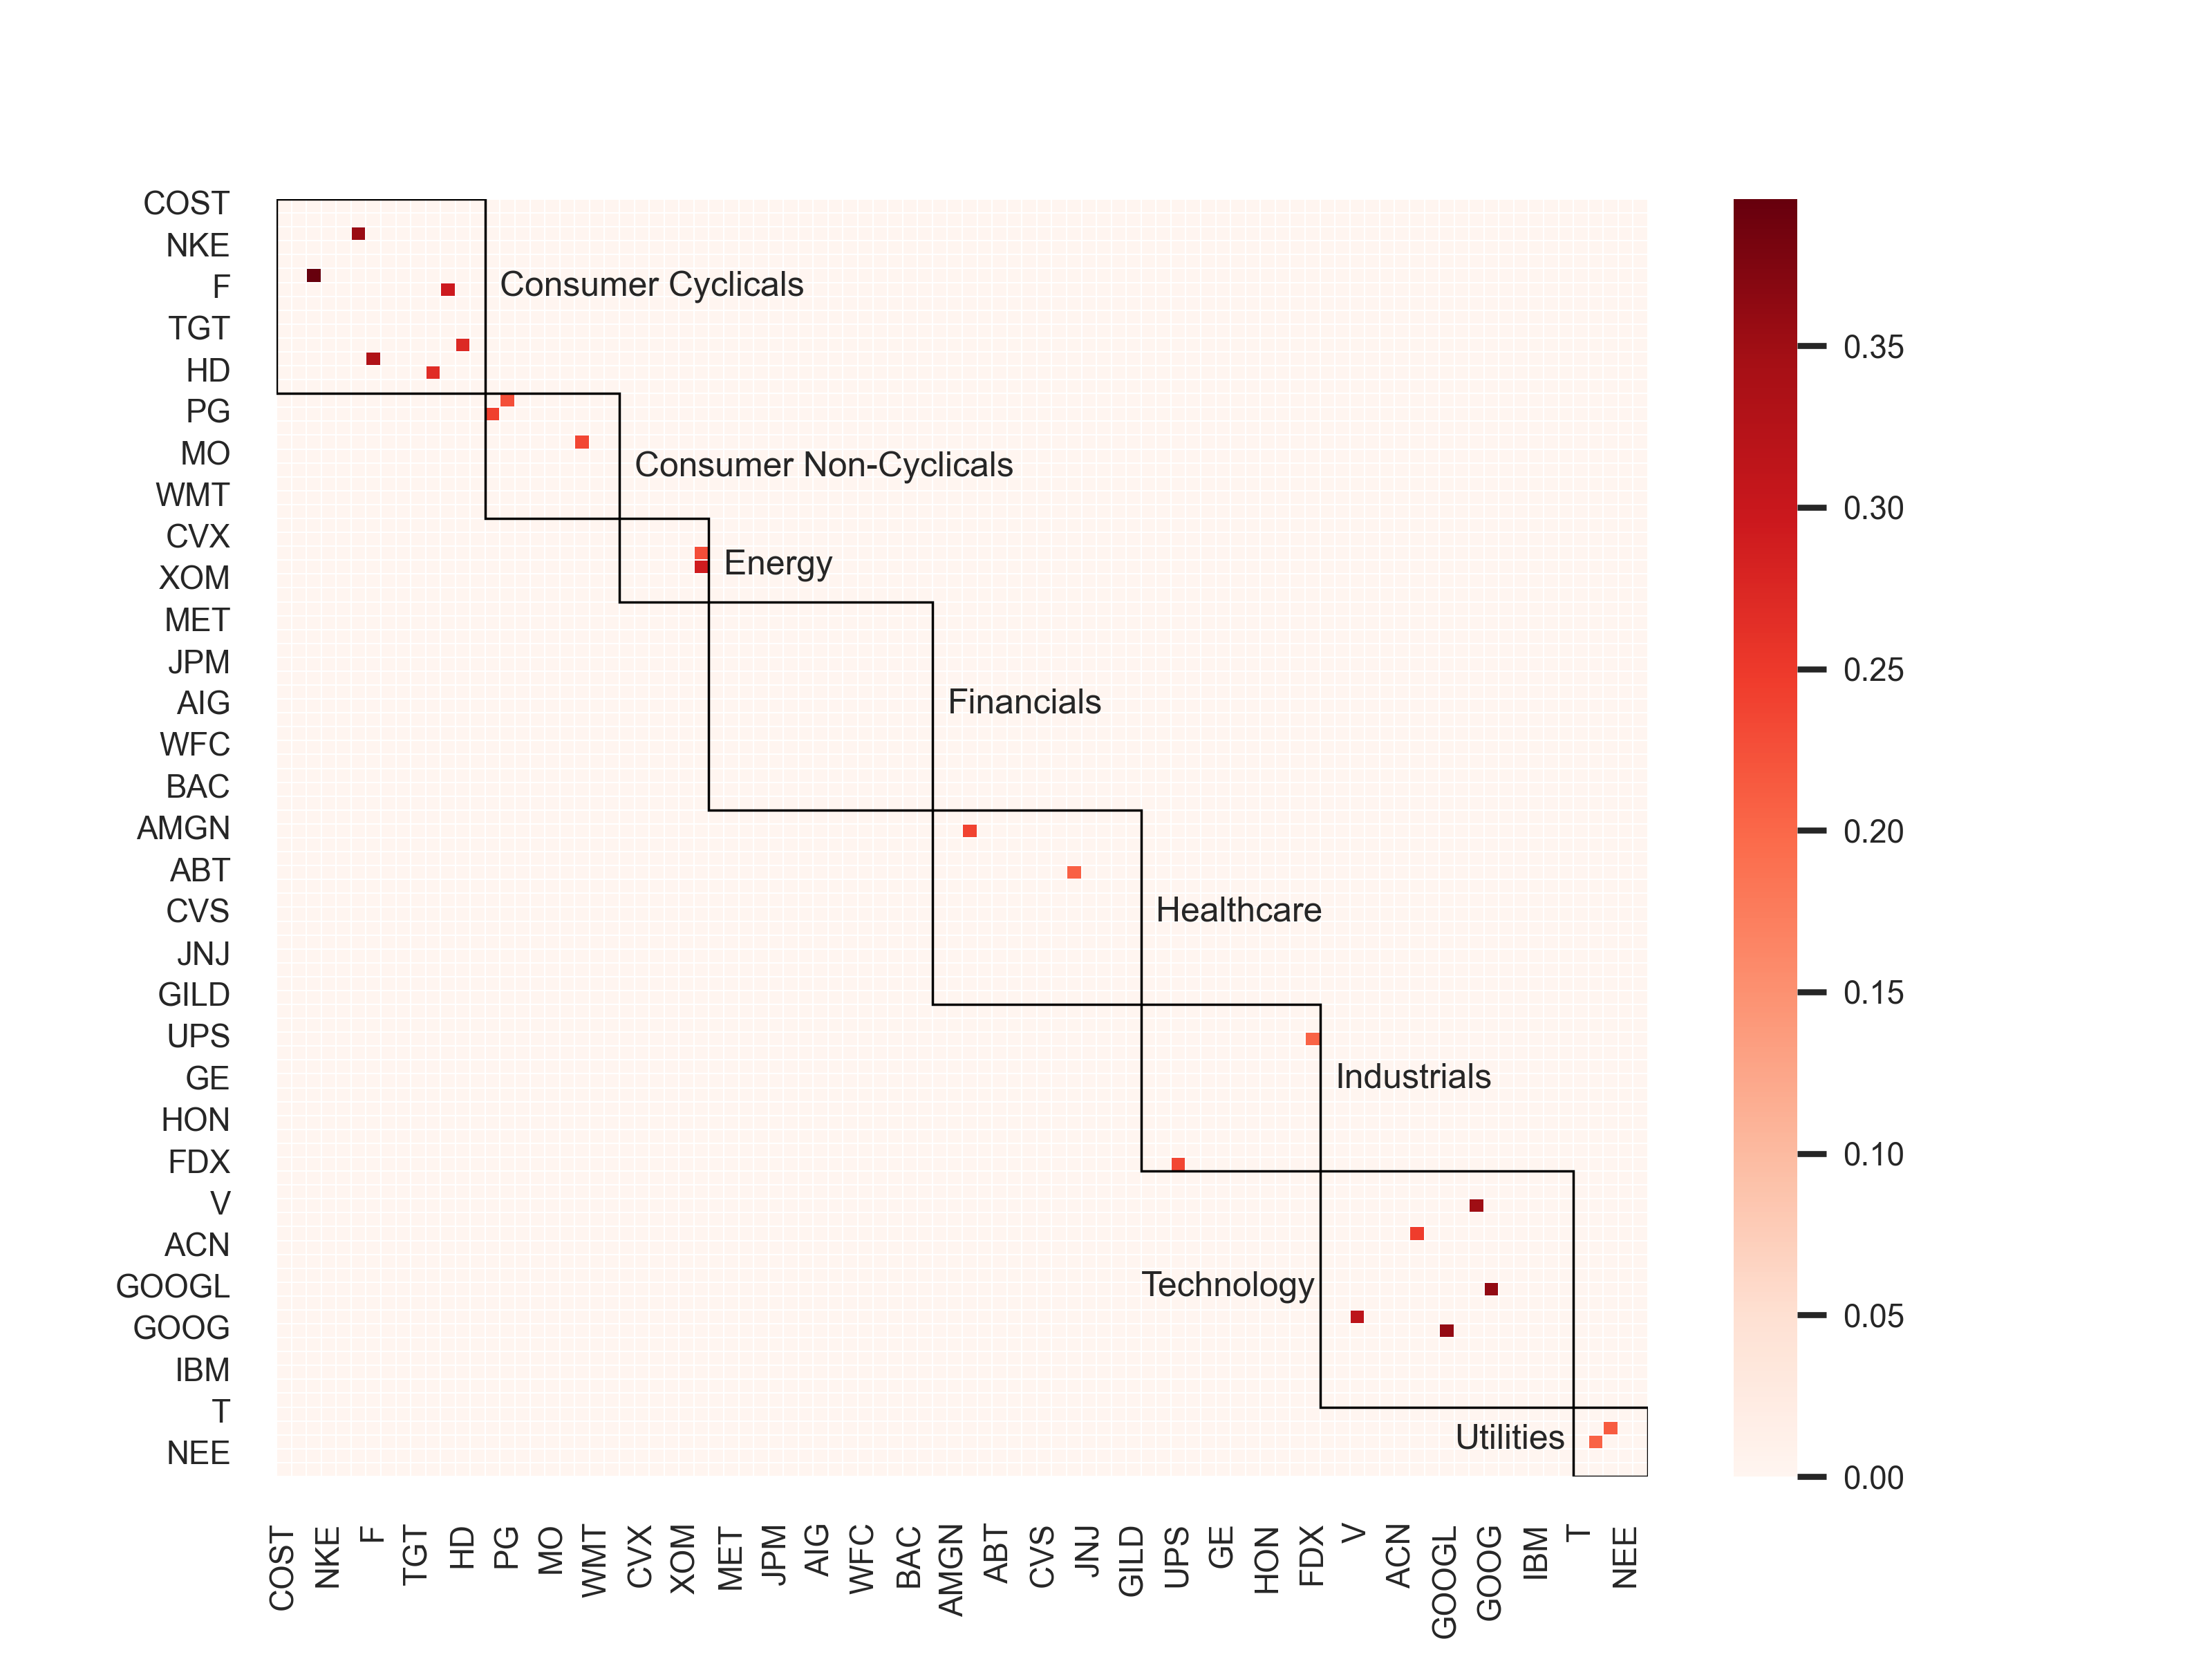 COST
NKE
F
TGT
HD
PG
MO
WMT
CVX
XOM
MET
JPM
AIG
WFC
BAC
AMGN
ABT
CVS
JNJ
GILD
UPS
GE
HON
FDX
V
ACN
GOOGL
GOOG
IBM
T
NEE
Consumer Cyclicals
Consumer Non-Cyclicals
Energy
Financials
Healthcare
Industrials
Technology
Utilities
0.35
0.30
0.25
0.20
0.15
0.10
0.05
0.00
COST
NKE
F
TGT
HD
PG
MO
WMT
CVX
XOM
MET
JPM
AIG
WFC
BAC
AMGN
ABT
CVS
JNJ
GILD
UPS
GE
HON
FDX
V
ACN
GOOGL
GOOG
IBM
T
NEE